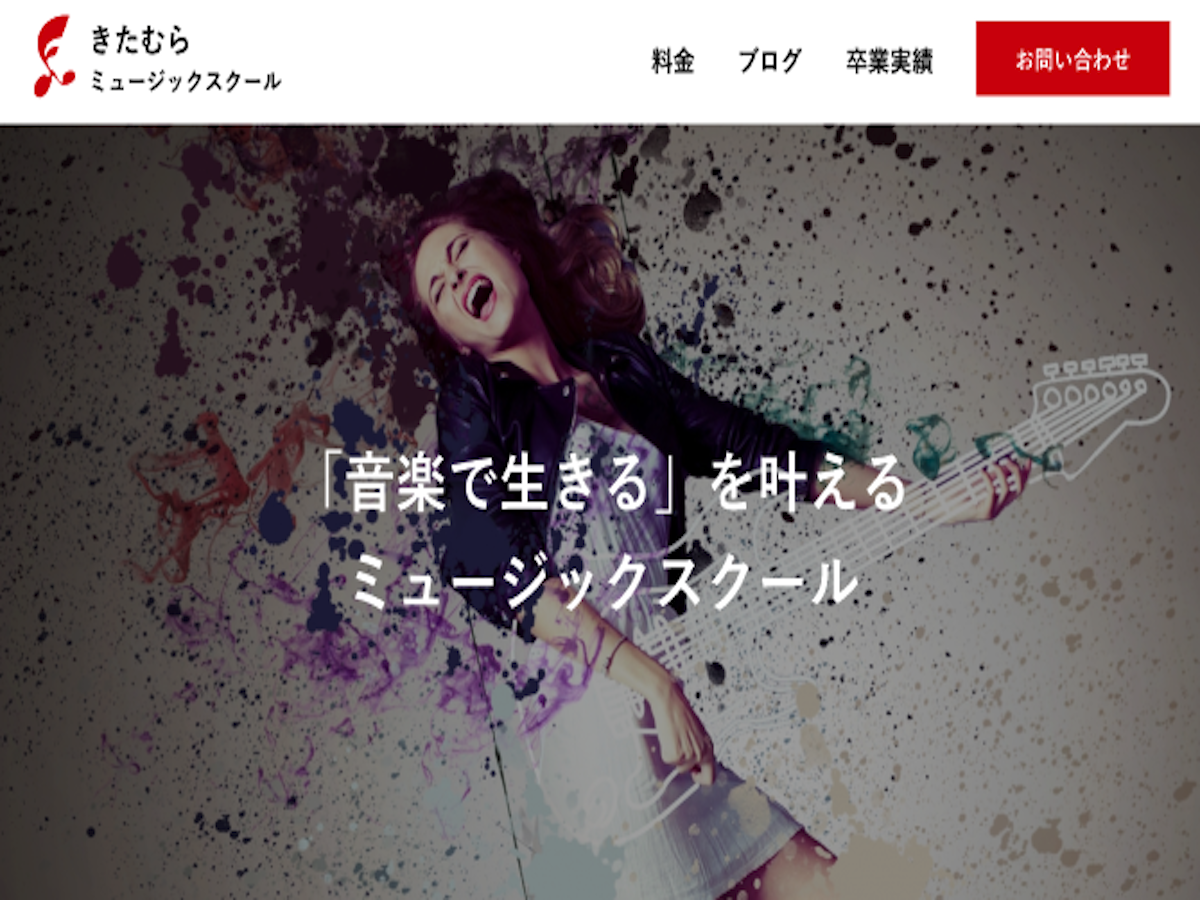 きたむら
ミュージックスクール
料金
ブログ
卒業実績
お問い合わせ
「音楽で生きる」を叶える
ミュージックスクール